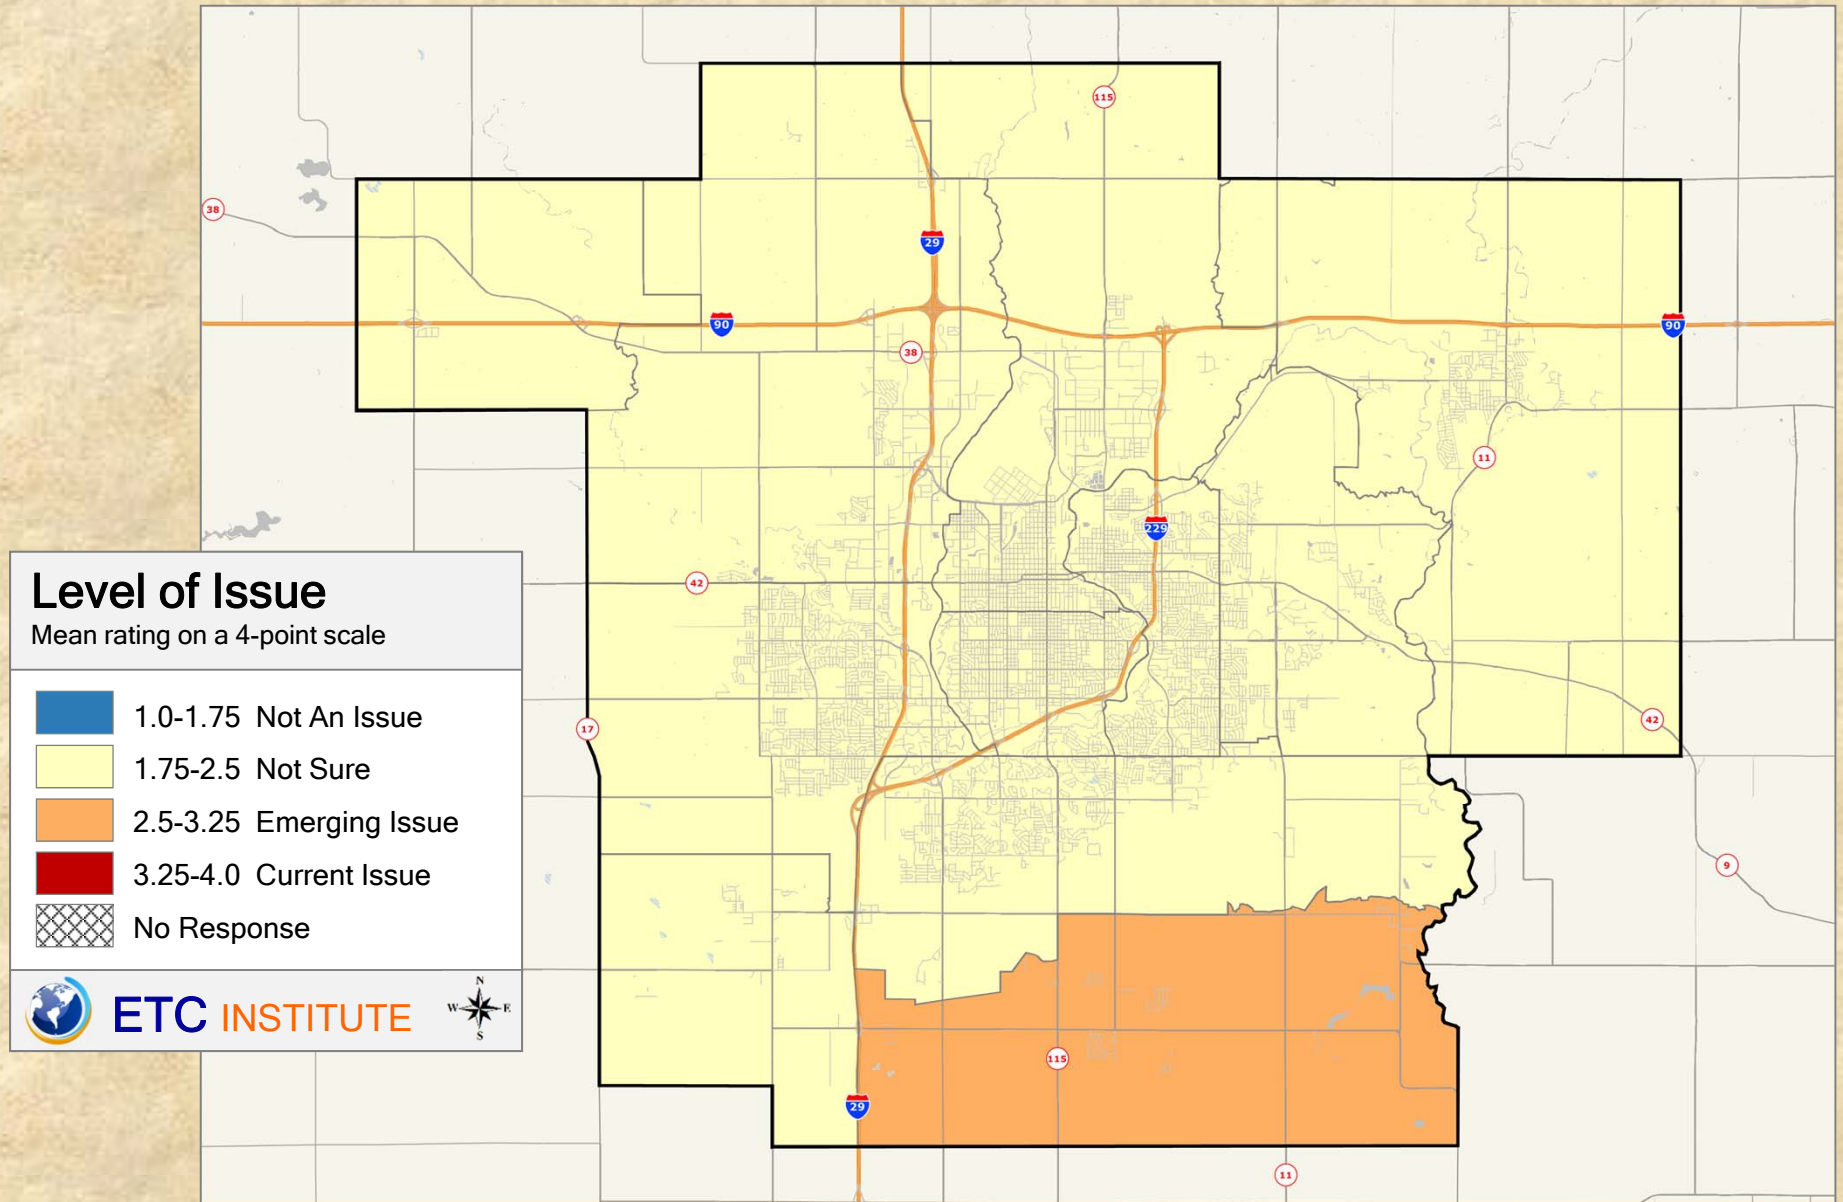 115
38
29
90
90
38
11
229
42
17
42
9
115
29
11
Level of Issue
Mean rating on a 4-point scale
1.0-1.75 Not An Issue
1.75-2.5 Not Sure
2.5-3.25 Emerging Issue
3.25-4.0 Current Issue
No Response
ETC INSTITUTE
N
W E
S